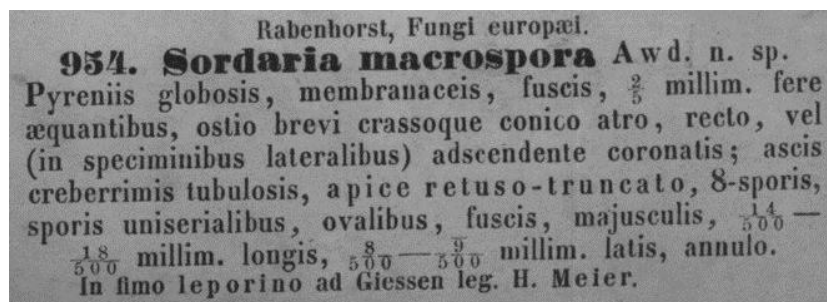 Rabenhorst, Fungi europæi.
954. Sordaria macrospora Awd. n. sp.
Pyreniis globosis, membranaceis, fuscis, 2/5 millim. fere
æquantibus, ostio brevi crassoque conico atro, recto, vel
(in speciminibus lateralibus) adscendente coronatis; ascis
creberrimis tubulosis, apice retuso-truncato, 8-sporis,
sporis uniserialibus, ovalibus, fuscis, majusculis, 14/500—
18/500 millim. longis, 8/500—9/500 millim. latis, annulo.
In fimo leporino ad Giessen leg. H. Meier.